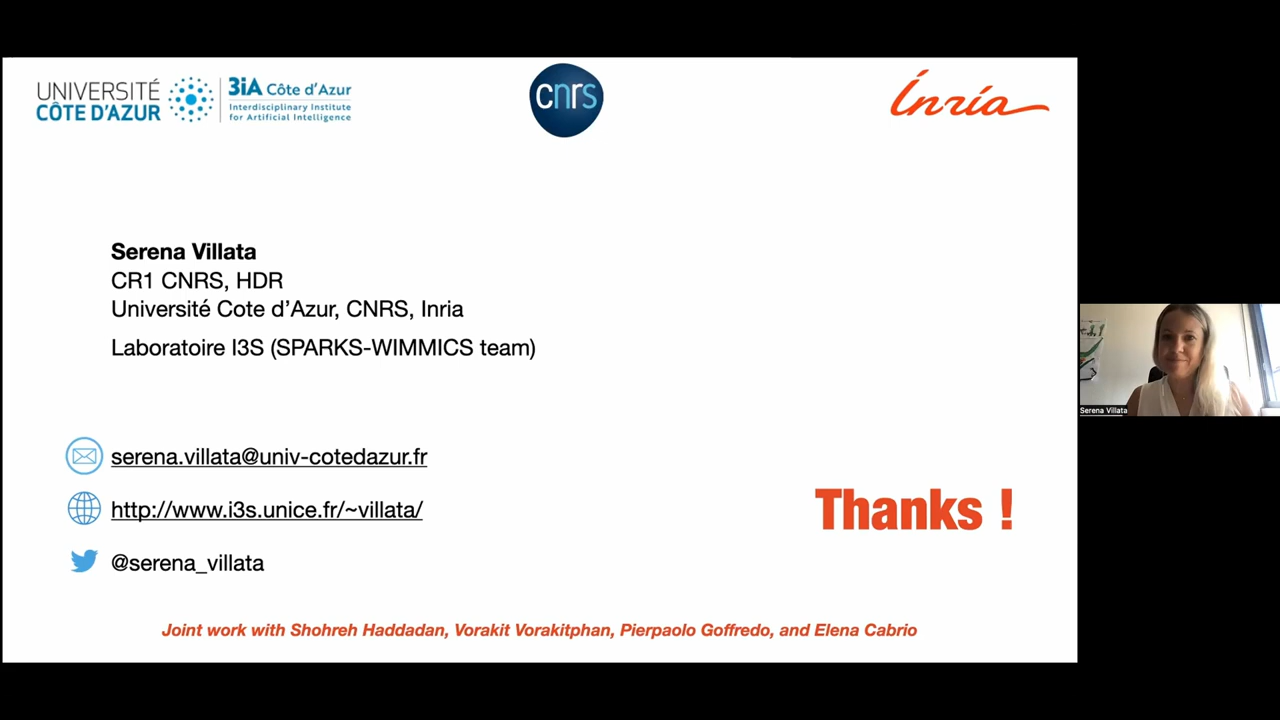 UNIVERSITÉ
CÔTE D'AZUR
3iA Côte d'Azur
Interdisciplinary Institute
for Artificial Intelligence
cnrs
Inria
Serena Villata
CR1 CNRS, HDR
Université Cote d'Azur, CNRS, Inria
Laboratoire I3S (SPARKS-WIMMICS team)
serena.villata@univ-cotedazur.fr
http://www.i3s.unice.fr/~villata/
@serena_villata
Thanks !
Joint work with Shohreh Haddadan, Vorakit Vorakitphan, Pierpaolo Goffredo, and Elena Cabrio
Serena Villata